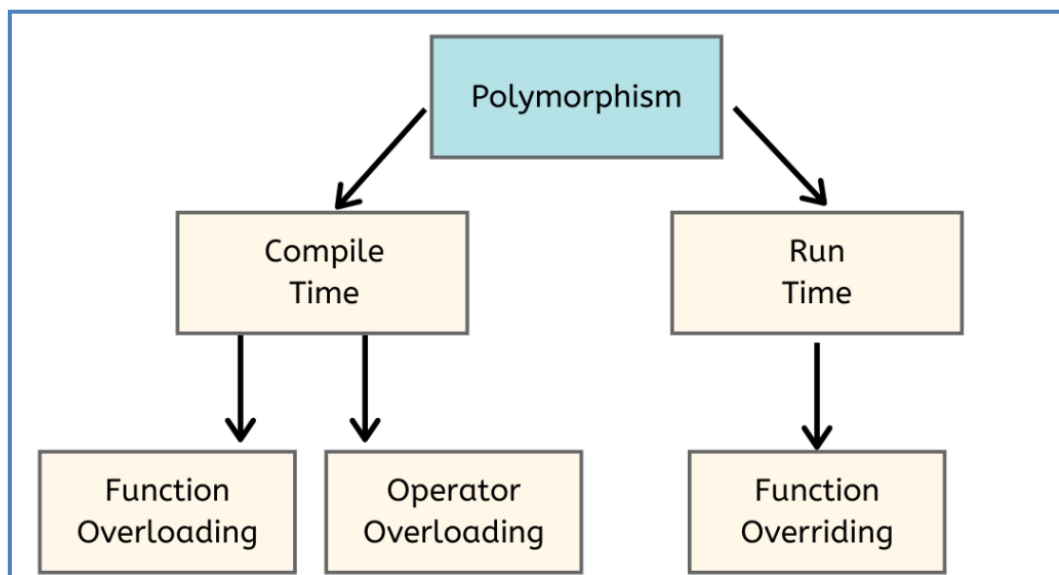 Polymorphism
Compile
Time
Run
Time
Function
Overloading
Operator
Overloading
Function
Overriding